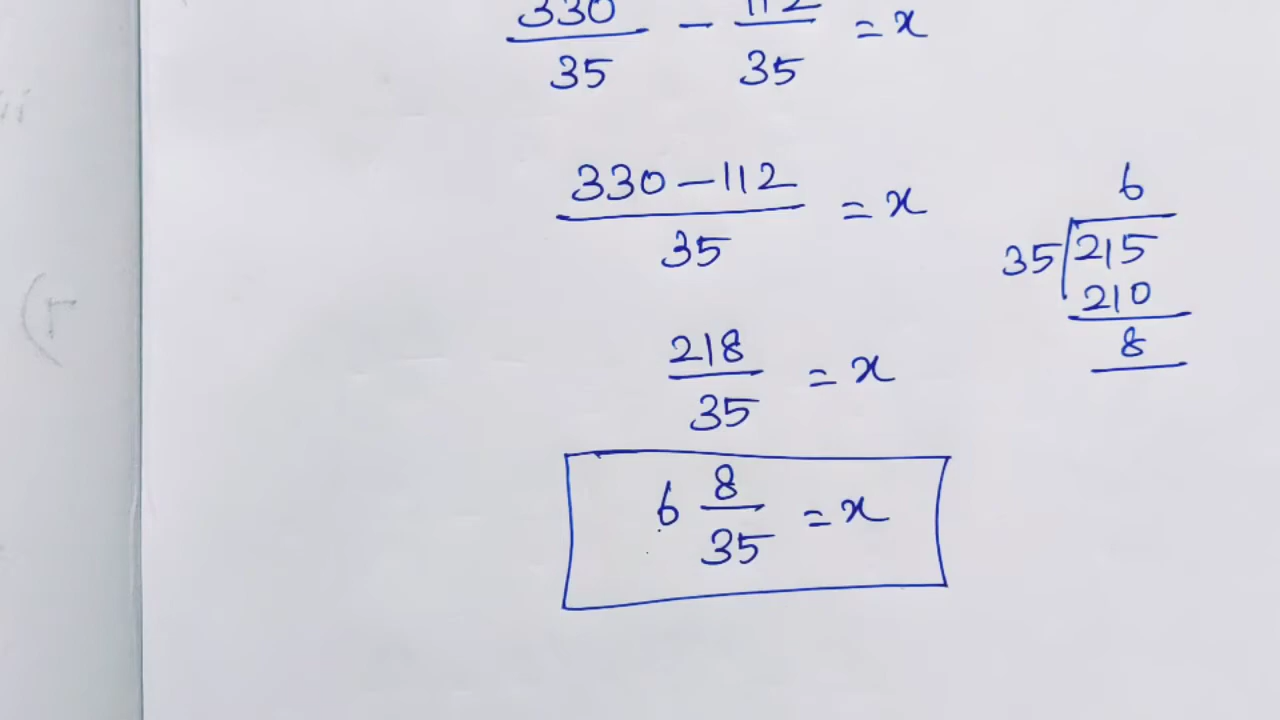 330/35 - 112/35 = x
330-112/35 = x
218/35 = x
6 8/35 = x
6
35 215
210
8